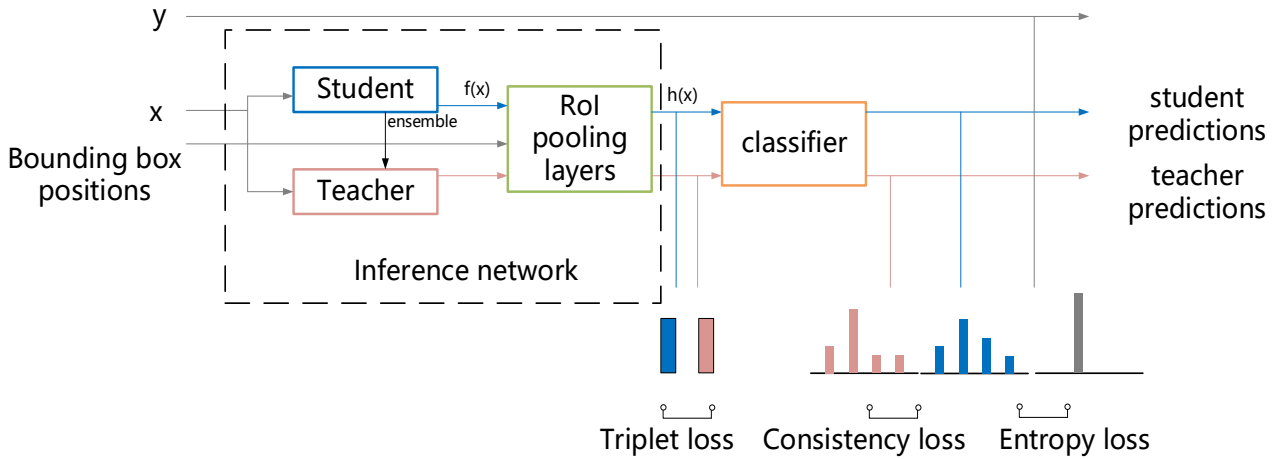 y
x
Bounding box
positions
Student
f(x)
ensemble
Teacher
RoI
pooling
layers
Inference network
h(x)
classifier
student
predictions
teacher
predictions
Triplet loss
Consistency loss
Entropy loss